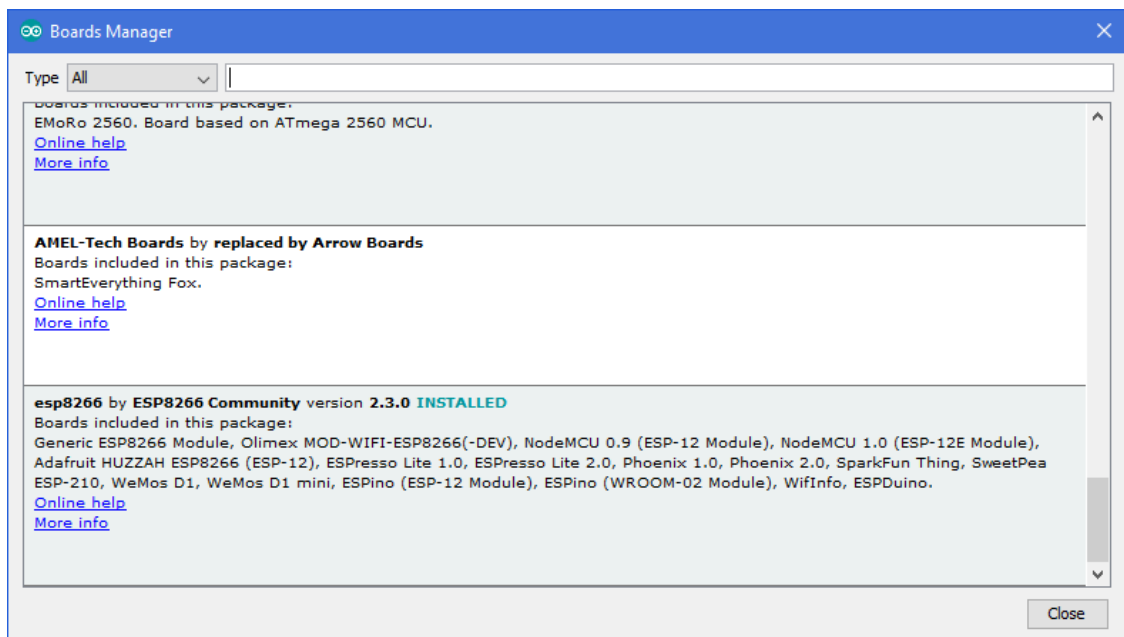 Boards Manager
Type All
Boards included in this package:
EMoRo 2560. Board based on ATmega 2560 MCU.
Online help
More info
AMEL-Tech Boards by replaced by Arrow Boards
Boards included in this package:
SmartEverything Fox.
Online help
More info
esp8266 by ESP8266 Community version 2.3.0 INSTALLED
Boards included in this package:
Generic ESP8266 Module, Olimex MOD-WIFI-ESP8266(-DEV), NodeMCU 0.9 (ESP-12 Module), NodeMCU 1.0 (ESP-12E Module),
Adafruit HUZZAH ESP8266 (ESP-12), ESPresso Lite 1.0, ESPresso Lite 2.0, Phoenix 1.0, Phoenix 2.0, SparkFun Thing, SweetPea
ESP-210, WeMos D1, WeMos D1 mini, ESPino (ESP-12 Module), ESPino (WROOM-02 Module), WifInfo, ESPDuino.
Online help
More info
Close